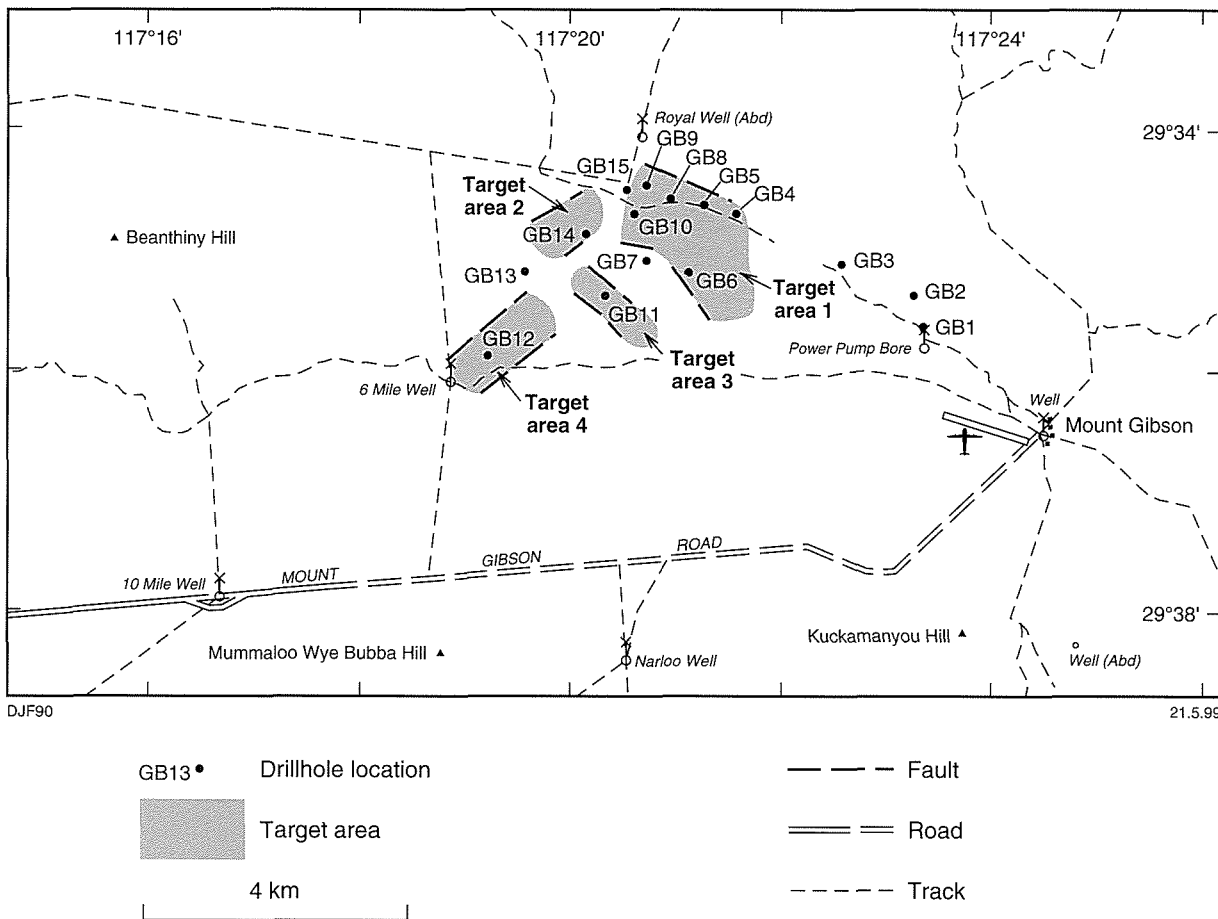 117°16'
117°20'
117°24'
29°34'
Royal Well (Abd)
GB9
GB8
GB15
GB5
GB4
Target
area 2
GB10
Beanthiny Hill
GB14
GB7
GB3
GB13
GB6
GB2
Target
area 1
GB11
GB1
GB12
Power Pump Bore
Target
area 3
6 Mile Well
Target
area 4
Well
Mount Gibson
MOUNT GIBSON ROAD
10 Mile Well
29°38'
Kuckamanyou Hill
Mummaloo Wye Bubba Hill
Narloo Well
Well (Abd)
DJF90
21.5.99
GB13 Drillhole location
Fault
Target area
Road
4 km
Track